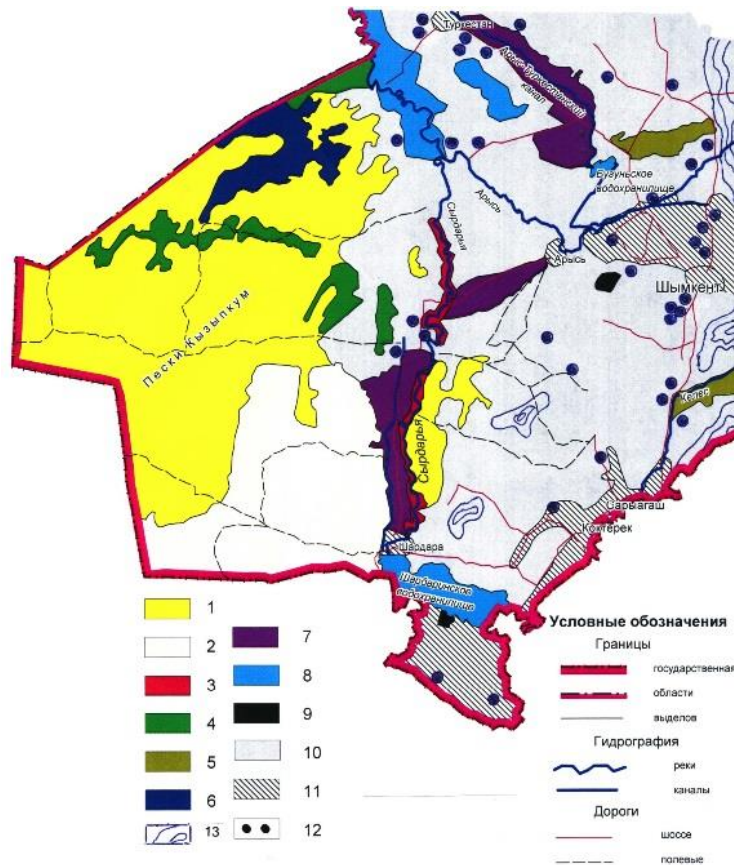 Туркестан
Арыс-Туркестанский
канал
Бугуньское
водохранилище
Сырдарья
Арысь
Арысь
Шымкент
Пески Кызылкум
Келес
Сырдарья
Сарыагаш
Коктерек
Шардара
Шардаринское
водохранилище
1
2
3
4
5
6
13
7
8
9
10
11
12
Условные обозначения
Границы
государственная
области
выделов
Гидрография
реки
каналы
Дороги
шоссе
полевые